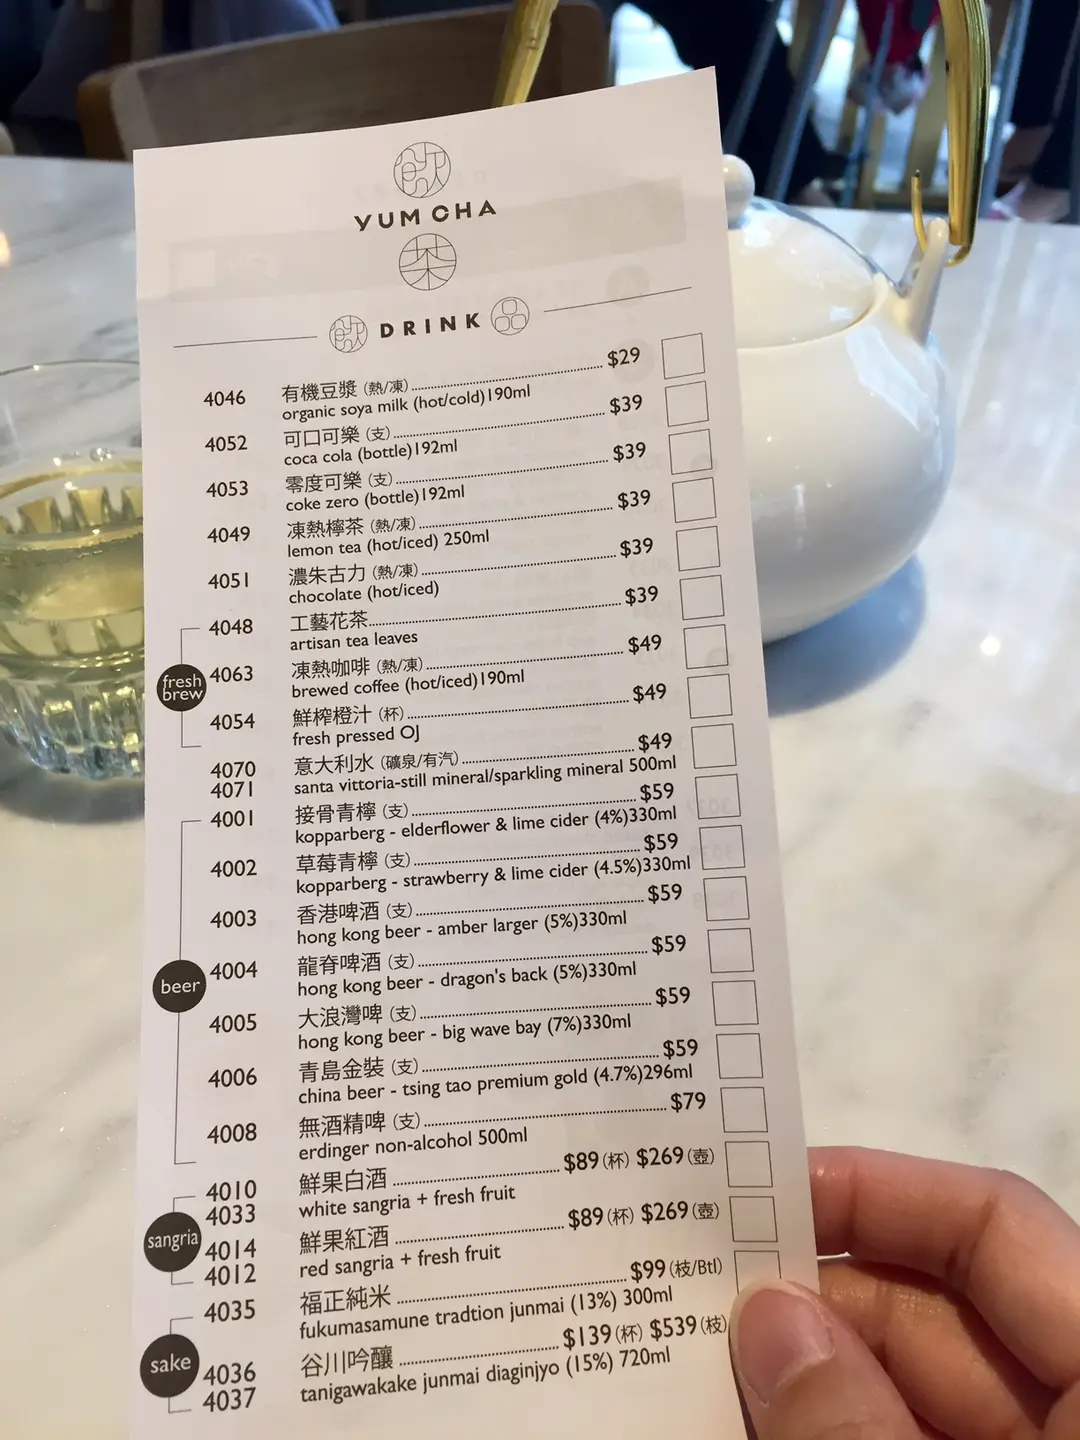 飲
YUM CHA
茶
飲 DRINK 品
4046 有機豆漿 (熱/凍) $29
organic soya milk (hot/cold)190ml
4052 可口可樂 (支) $39
coca cola (bottle)192ml
4053 零度可樂 (支) $39
coke zero (bottle)192ml
4049 凍熱檸茶 (熱/凍) $39
lemon tea (hot/iced) 250ml
4051 濃朱古力 (熱/凍) $39
chocolate (hot/iced)
4048 工藝花茶 $39
artisan tea leaves
fresh brew
4063 凍熱咖啡 (熱/凍) $49
brewed coffee (hot/iced)190ml
4054 鮮榨橙汁 (杯) $49
fresh pressed OJ
4070 意大利水 (礦泉/有汽) $49
4071 santa vittoria-still mineral/sparkling mineral 500ml
4001 接骨青檸 (支) $59
kopparberg - elderflower & lime cider (4%)330ml
4002 草莓青檸 (支) $59
kopparberg - strawberry & lime cider (4.5%)330ml
4003 香港啤酒 (支) $59
hong kong beer - amber larger (5%)330ml
beer
4004 龍脊啤酒 (支) $59
hong kong beer - dragon's back (5%)330ml
4005 大浪灣啤 (支) $59
hong kong beer - big wave bay (7%)330ml
4006 青島金裝 (支) $59
china beer - tsing tao premium gold (4.7%)296ml
4008 無酒精啤 (支) $79
erdinger non-alcohol 500ml
4010 鮮果白酒 $89(杯) $269(壺)
4033 white sangria + fresh fruit
sangria
4014 鮮果紅酒 $89(杯) $269(壺)
4012 red sangria + fresh fruit
4035 福正純米 $99(枝/Btl)
fukumasamune tradtion junmai (13%) 300ml
sake
4036 谷川吟釀 $139(杯) $539(枝)
4037 tanigawakake junmai diaginjyo (15%) 720ml